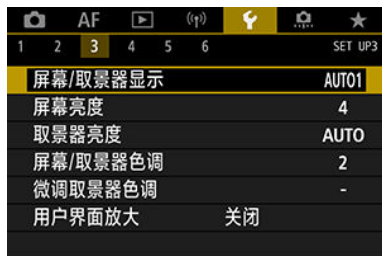 AF
1 2 3 4 5 6 SET UP3
屏幕/取景器显示 AUTO1
屏幕亮度 4
取景器亮度 AUTO
屏幕/取景器色调 2
微调取景器色调 -
用户界面放大 关闭